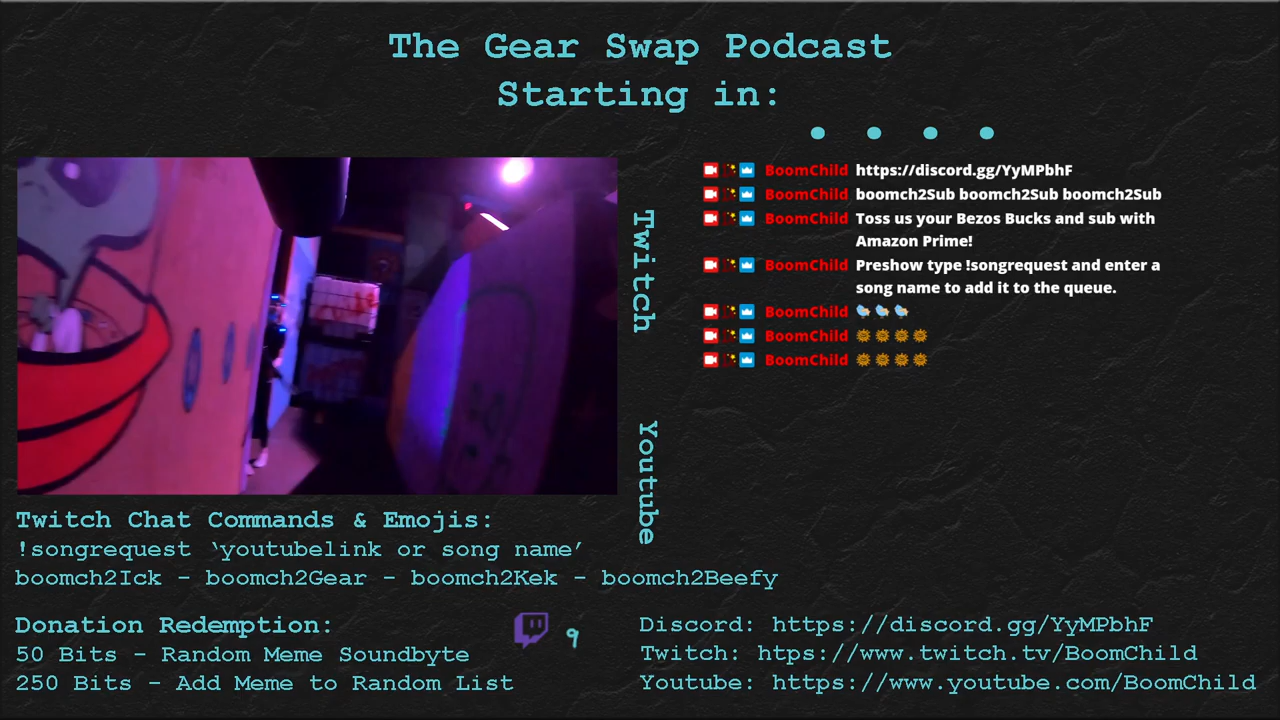 The Gear Swap Podcast
Starting in:
BoomChild https://discord.gg/YyMPbhF
BoomChild boomch2Sub boomch2Sub boomch2Sub
BoomChild Toss us your Bezos Bucks and sub with
Amazon Prime!
BoomChild Preshow type !songrequest and enter a
song name to add it to the queue.
BoomChild
BoomChild
BoomChild
Twitch
Youtube
Twitch Chat Commands & Emojis:
!songrequest ‘youtubelink or song name’
boomch2Ick - boomch2Gear - boomch2Kek - boomch2Beefy
Donation Redemption:
50 Bits - Random Meme Soundbyte
250 Bits - Add Meme to Random List
9
Discord: https://discord.gg/YyMPbhF
Twitch: htps://www.twitch.tv/BoomChild
Youtube: https://www.youtube.com/BoomChild